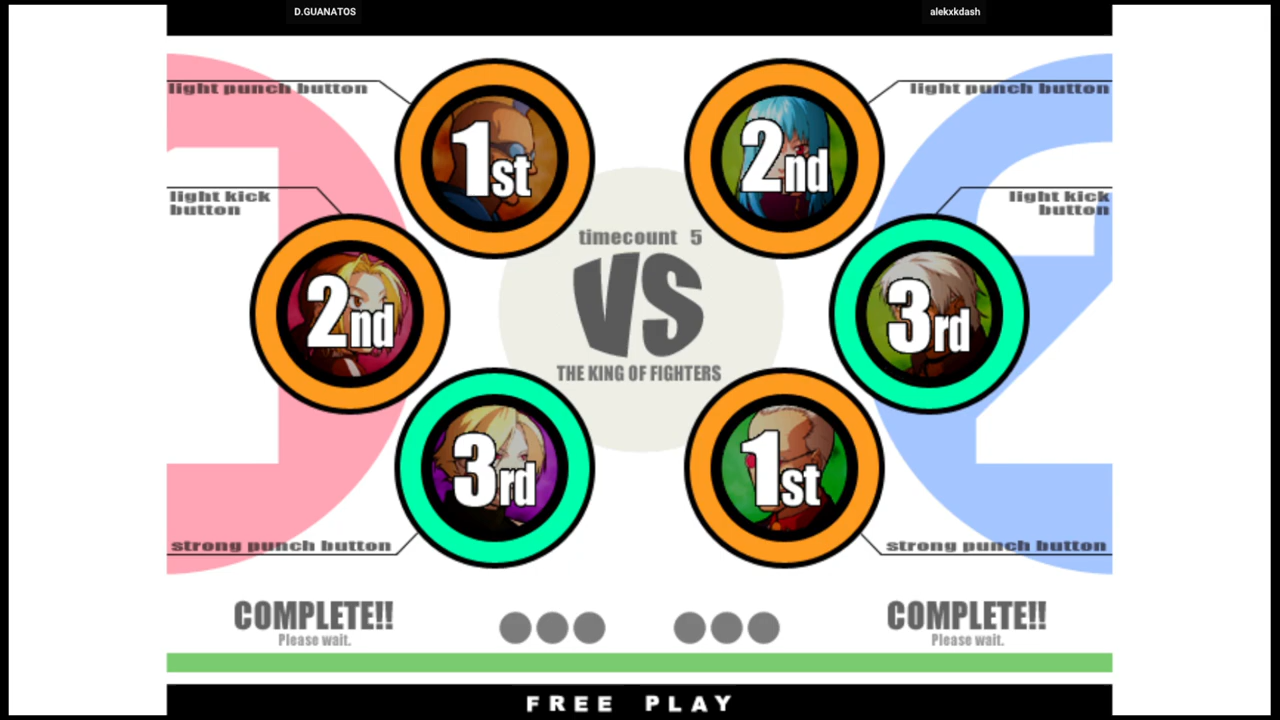 D.GUANATOS
alekxkdash
light punch button
light punch button
1st
2nd
light kick
button
light kick
button
timecount 5
2nd
VS
3rd
THE KING OF FIGHTERS
3rd
1st
strong punch button
strong punch button
COMPLETE!!
Please wait.
COMPLETE!!
Please wait.
FREE PLAY